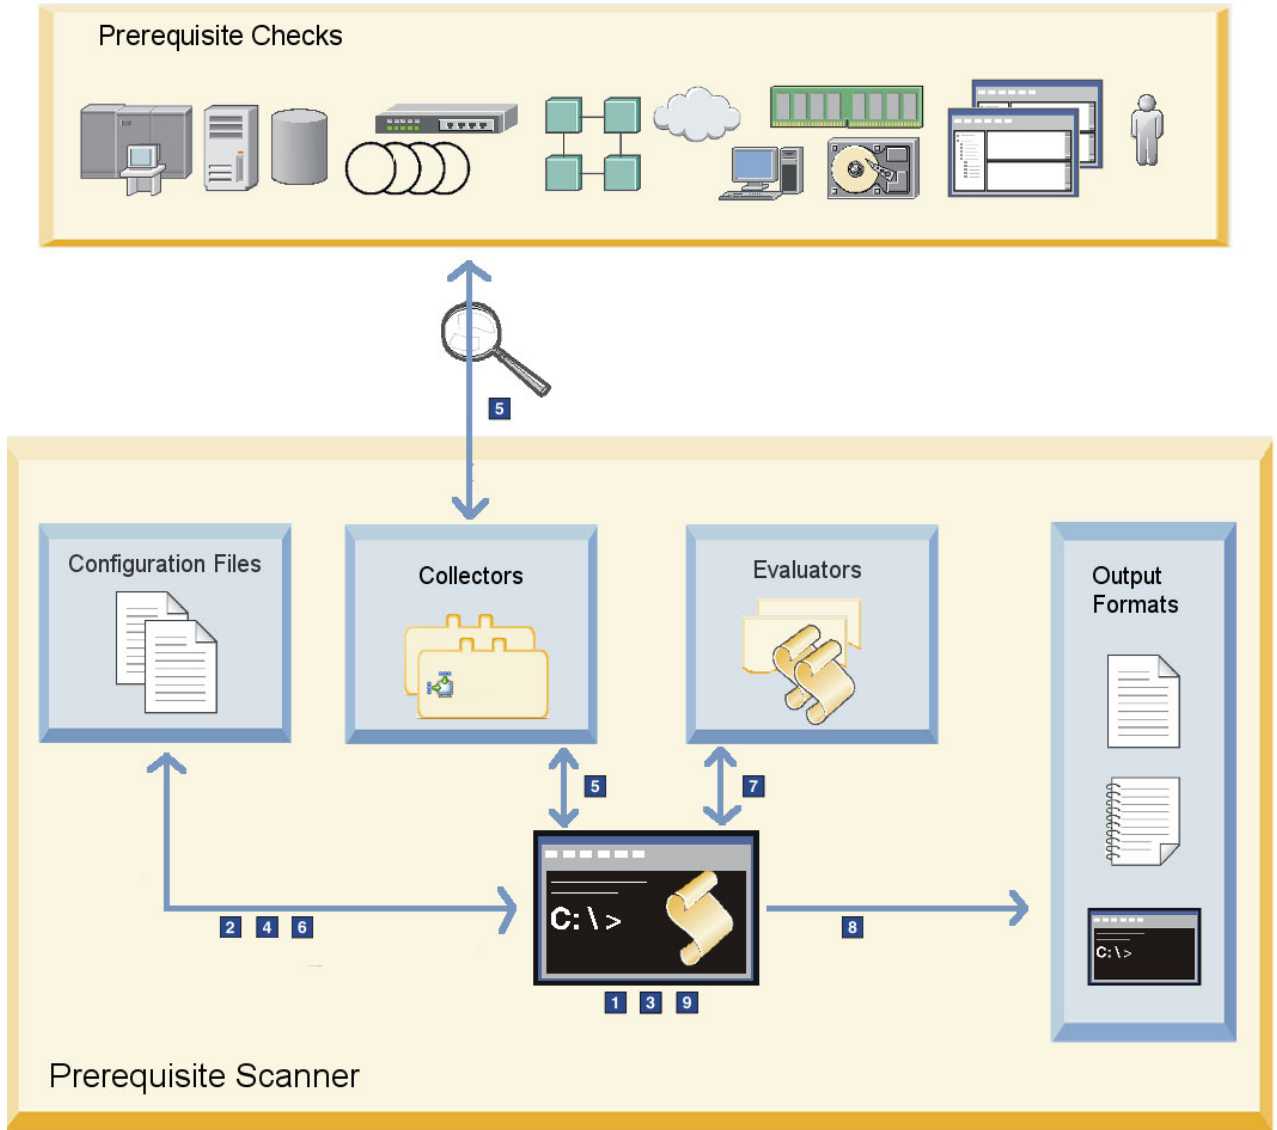 Prerequisite Checks
5
Configuration Files
Collectors
Evaluators
Output
Formats
5
7
C:\>
2 4 6
8
C:\>
1 3 9
Prerequisite Scanner